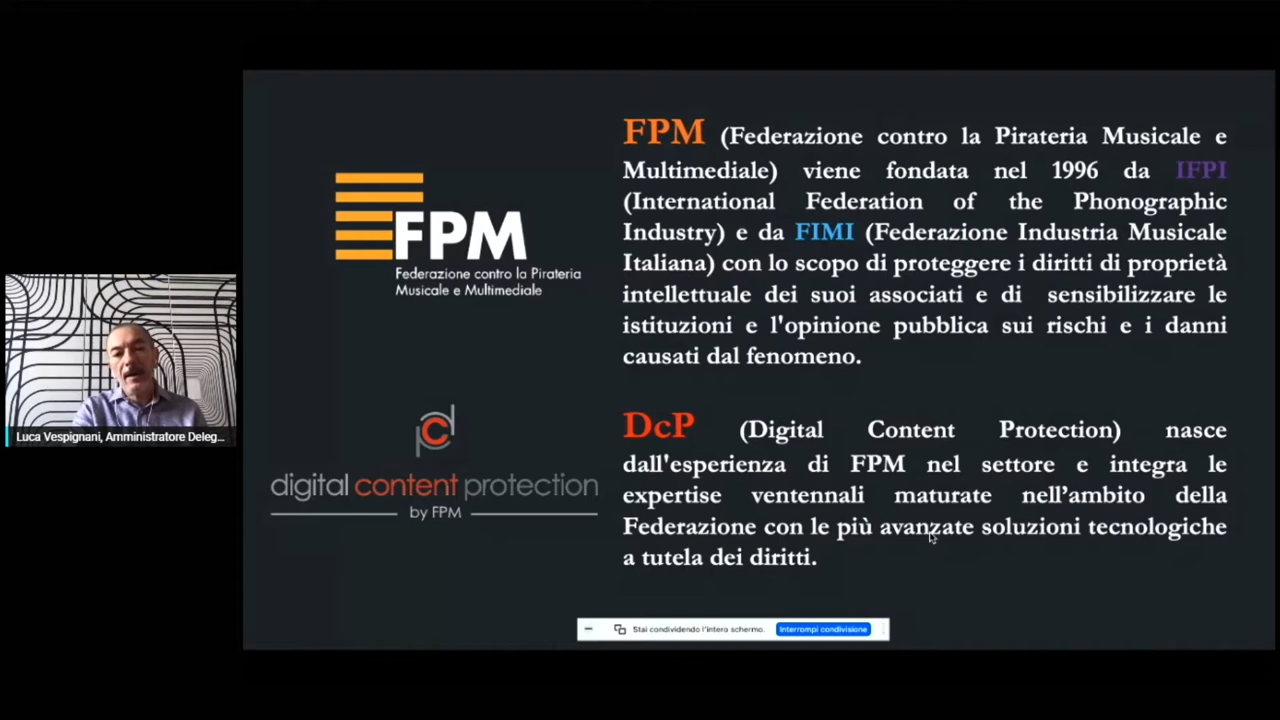 FPM
Federazione contro la Pirateria
Musicale e Multimediale
FPM (Federazione contro la Pirateria Musicale e
Multimediale) viene fondata nel 1996 da IFPI
(International Federation of the Phonographic
Industry) e da FIMI (Federazione Industria Musicale
Italiana) con lo scopo di proteggere i diritti di proprietà
intellettuale dei suoi associati e di sensibilizzare le
istituzioni e l'opinione pubblica sui rischi e i danni
causati dal fenomeno.
dcp
digital content protection
by FPM
DcP (Digital Content Protection) nasce
dall'esperienza di FPM nel settore e integra le
expertise ventennali maturate nell'ambito della
Federazione con le più avanzate soluzioni tecnologiche
a tutela dei diritti.
Luca Vespignani, Amministratore Deleg...
Stai condividendo l'intero schermo. Interrompi condivisione